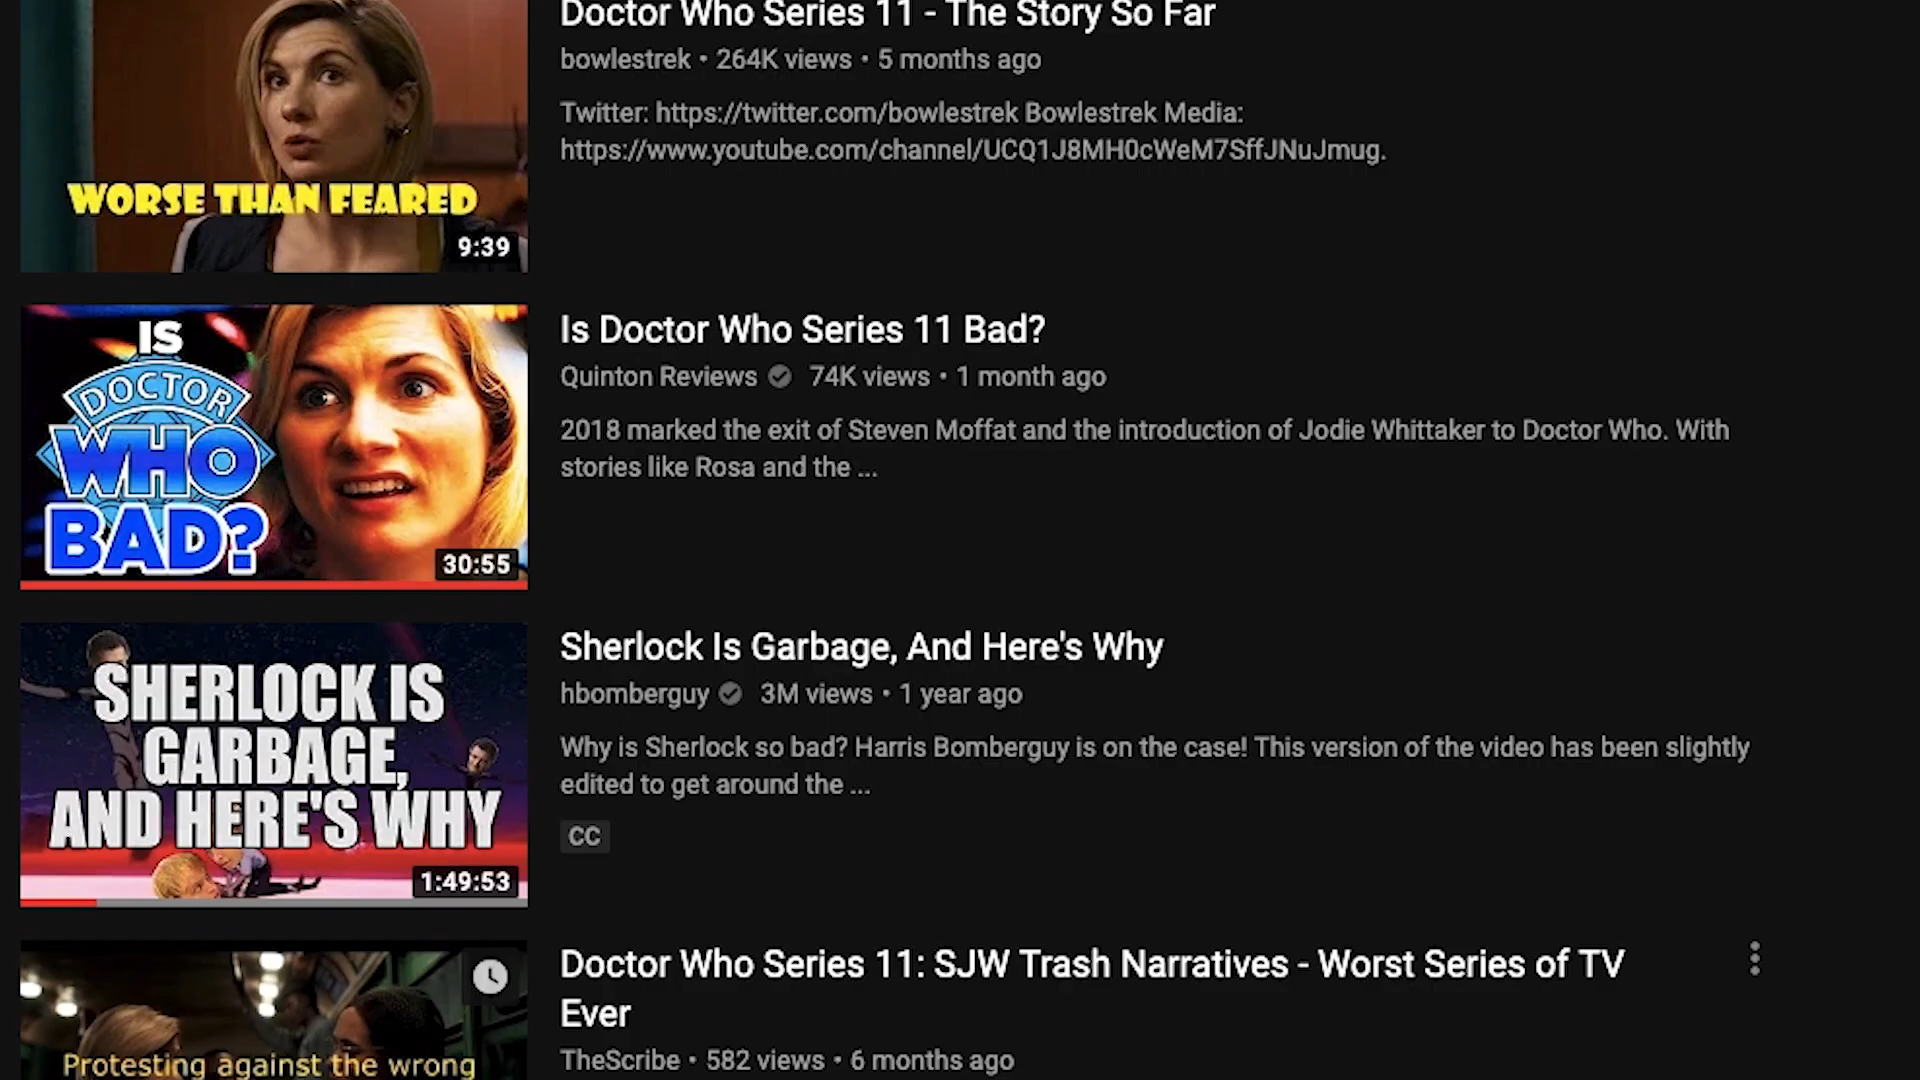 Doctor Who Series 11 - The Story So Far
bowlestrek • 264K views • 5 months ago
Twitter: https://twitter.com/bowlestrek Bowlestrek Media:
https://www.youtube.com/channel/UCQ1J8MH0cWeM7SffJNuJmug.
WORSE THAN FEARED
9:39
IS
DOCTOR
WHO
BAD?
30:55
Is Doctor Who Series 11 Bad?
Quinton Reviews 74K views • 1 month ago
2018 marked the exit of Steven Moffat and the introduction of Jodie Whittaker to Doctor Who. With
stories like Rosa and the ...
SHERLOCK IS
GARBAGE,
AND HERE'S WHY
1:49:53
Sherlock Is Garbage, And Here's Why
hbomberguy 3M views • 1 year ago
Why is Sherlock so bad? Harris Bomberguy is on the case! This version of the video has been slightly
edited to get around the ...
CC
Protesting against the wrong
Doctor Who Series 11: SJW Trash Narratives - Worst Series of TV
Ever
TheScribe • 582 views • 6 months ago